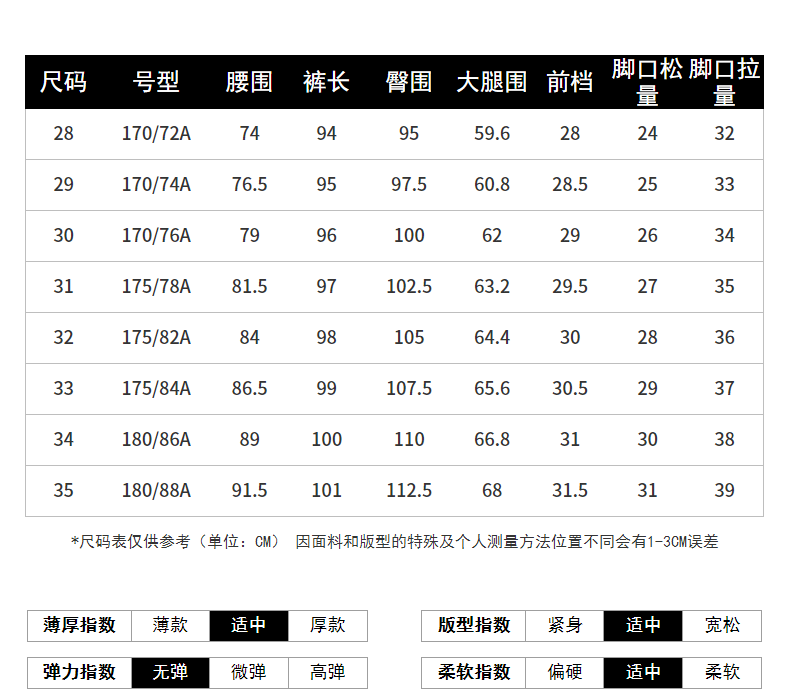 尺码 号型 腰围 裤长 臀围 大腿围 前档 脚口松量 脚口拉量
28 170/72A 74 94 95 59.6 28 24 32
29 170/74A 76.5 95 97.5 60.8 28.5 25 33
30 170/76A 79 96 100 62 29 26 34
31 175/78A 81.5 97 102.5 63.2 29.5 27 35
32 175/82A 84 98 105 64.4 30 28 36
33 175/84A 86.5 99 107.5 65.6 30.5 29 37
34 180/86A 89 100 110 66.8 31 30 38
35 180/88A 91.5 101 112.5 68 31.5 31 39
*尺码表仅供参考（单位：CM） 因面料和版型的特殊及个人测量方法位置不同会有1-3CM误差
薄厚指数 薄款 适中 厚款 版型指数 紧身 适中 宽松
弹力指数 无弹 微弹 高弹 柔软指数 偏硬 适中 柔软